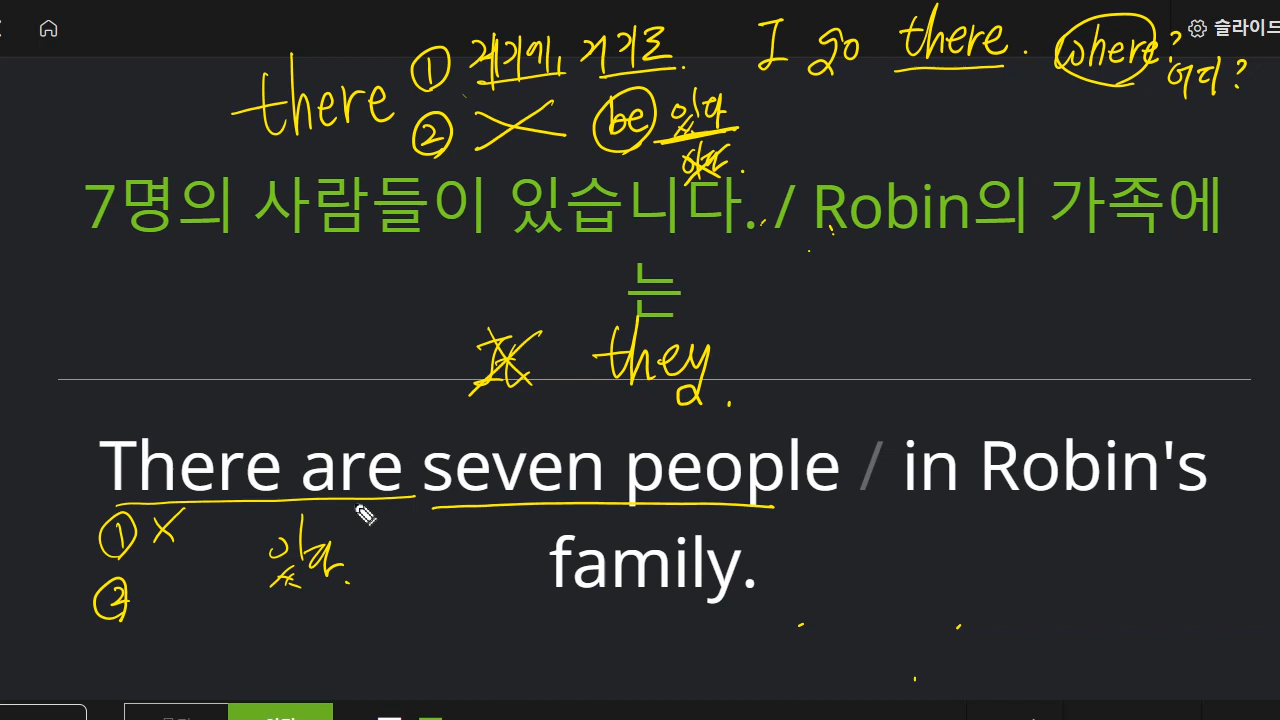 슬라이드
there ① 거기에, 거기로. I go there. where? 어디?
② be 있다
7명의 사람들이 있습니다. / Robin의 가족에
는
It they
There are seven people / in Robin's
① X 있다.
②
family.